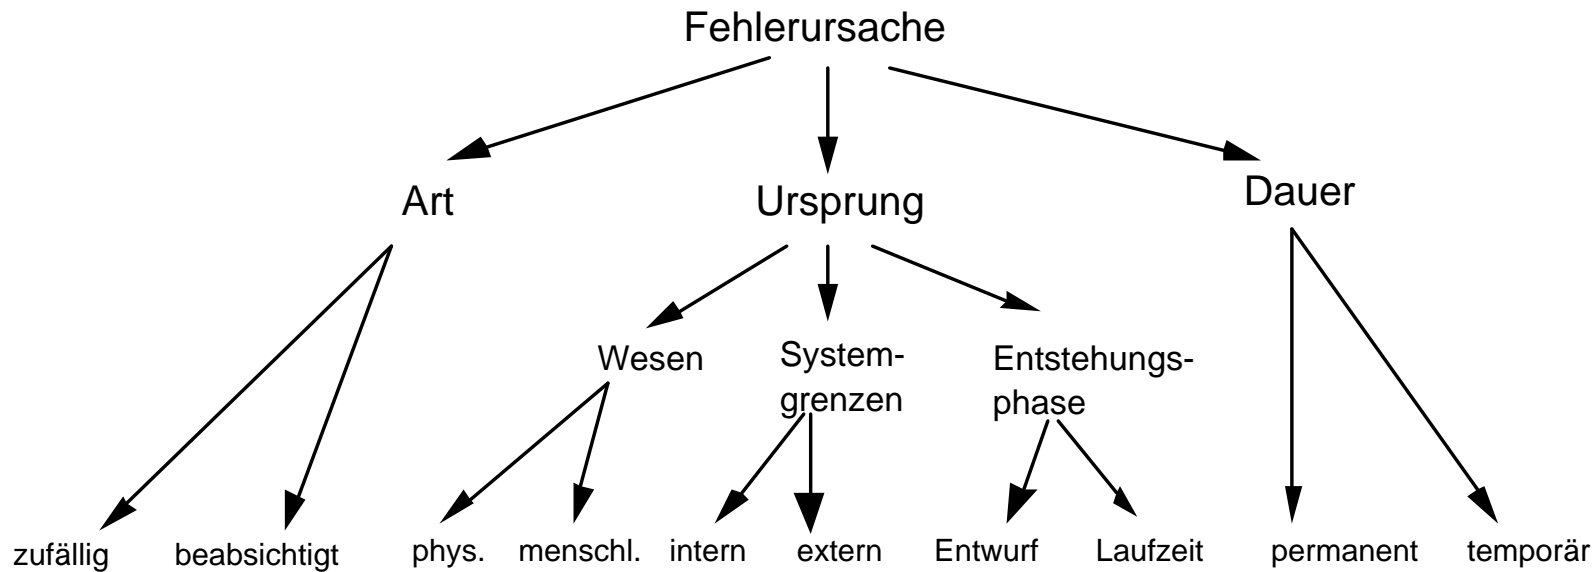 Fehlerursache
Art
Ursprung
Dauer
Wesen
System-
grenzen
Entstehungs-
phase
zufällig
beabsichtigt
phys.
menschl.
intern
extern
Entwurf
Laufzeit
permanent
temporär